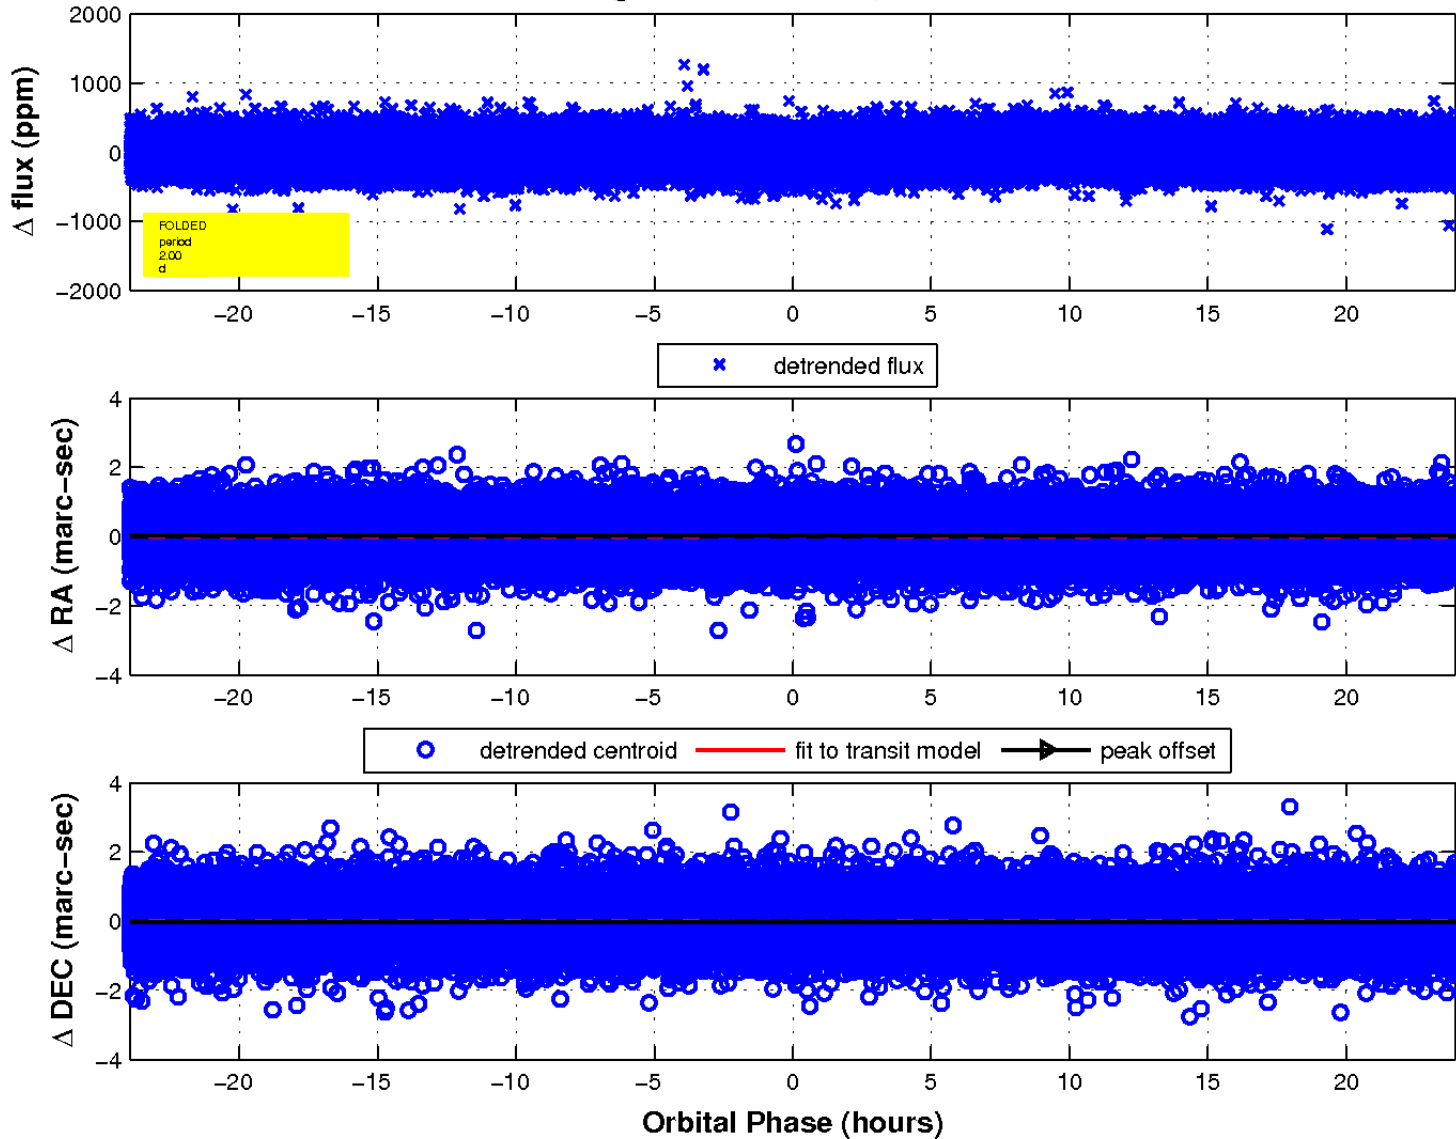 2000
1000
0
−1000
−2000
Δ flux (ppm)
FOLDED
period
2.00
d
−20 −15 −10 −5 0 5 10 15 20
detrended flux
4
2
0
−2
−4
Δ RA (marc−sec)
−20 −15 −10 −5 0 5 10 15 20
detrended centroid fit to transit model peak offset
4
2
0
−2
−4
Δ DEC (marc−sec)
−20 −15 −10 −5 0 5 10 15 20
Orbital Phase (hours)